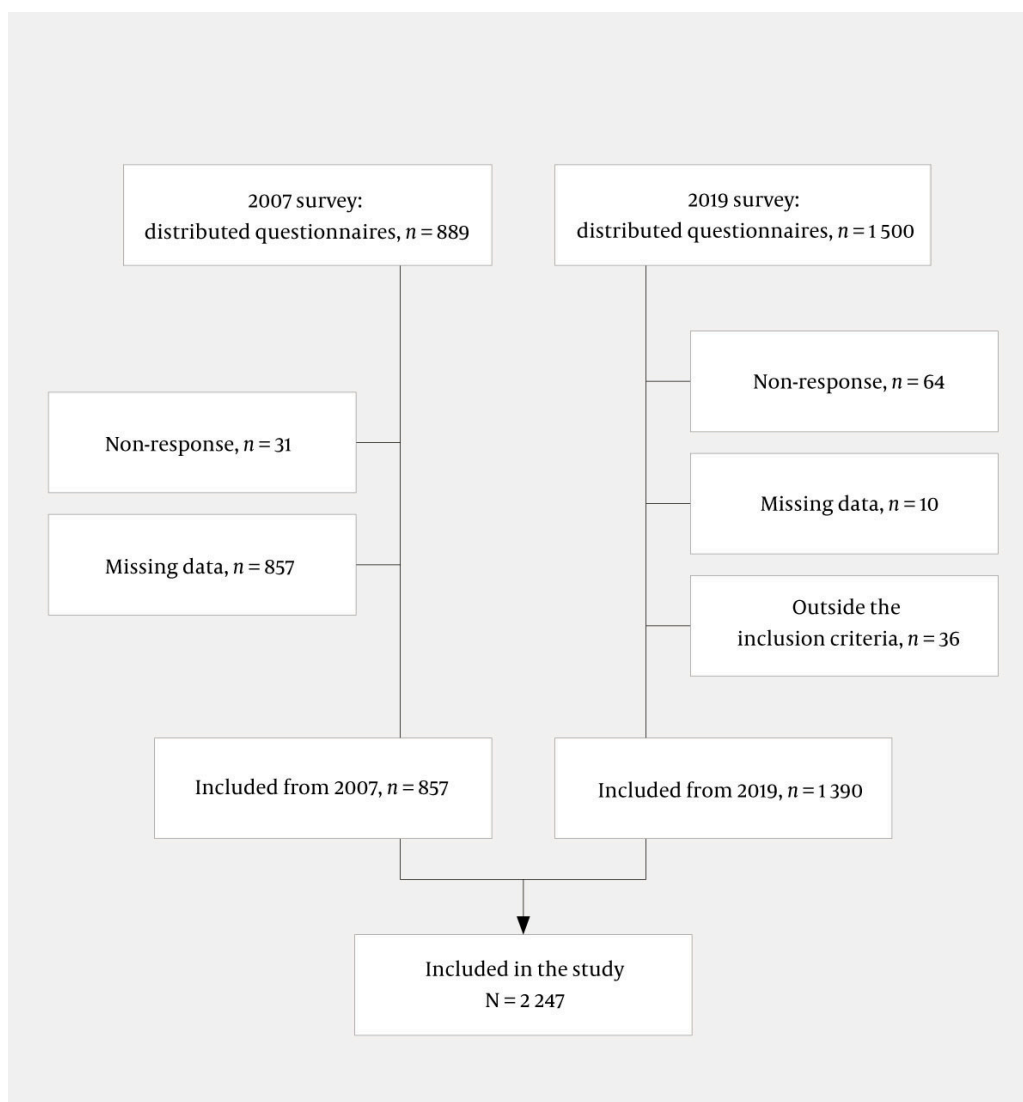 2007 survey:
distributed questionnaires, n = 889
2019 survey:
distributed questionnaires, n = 1 500
Non-response, n = 31
Missing data, n = 857
Non-response, n = 64
Missing data, n = 10
Outside the
inclusion criteria, n = 36
Included from 2007, n = 857
Included from 2019, n = 1 390
Included in the study
N = 2 247